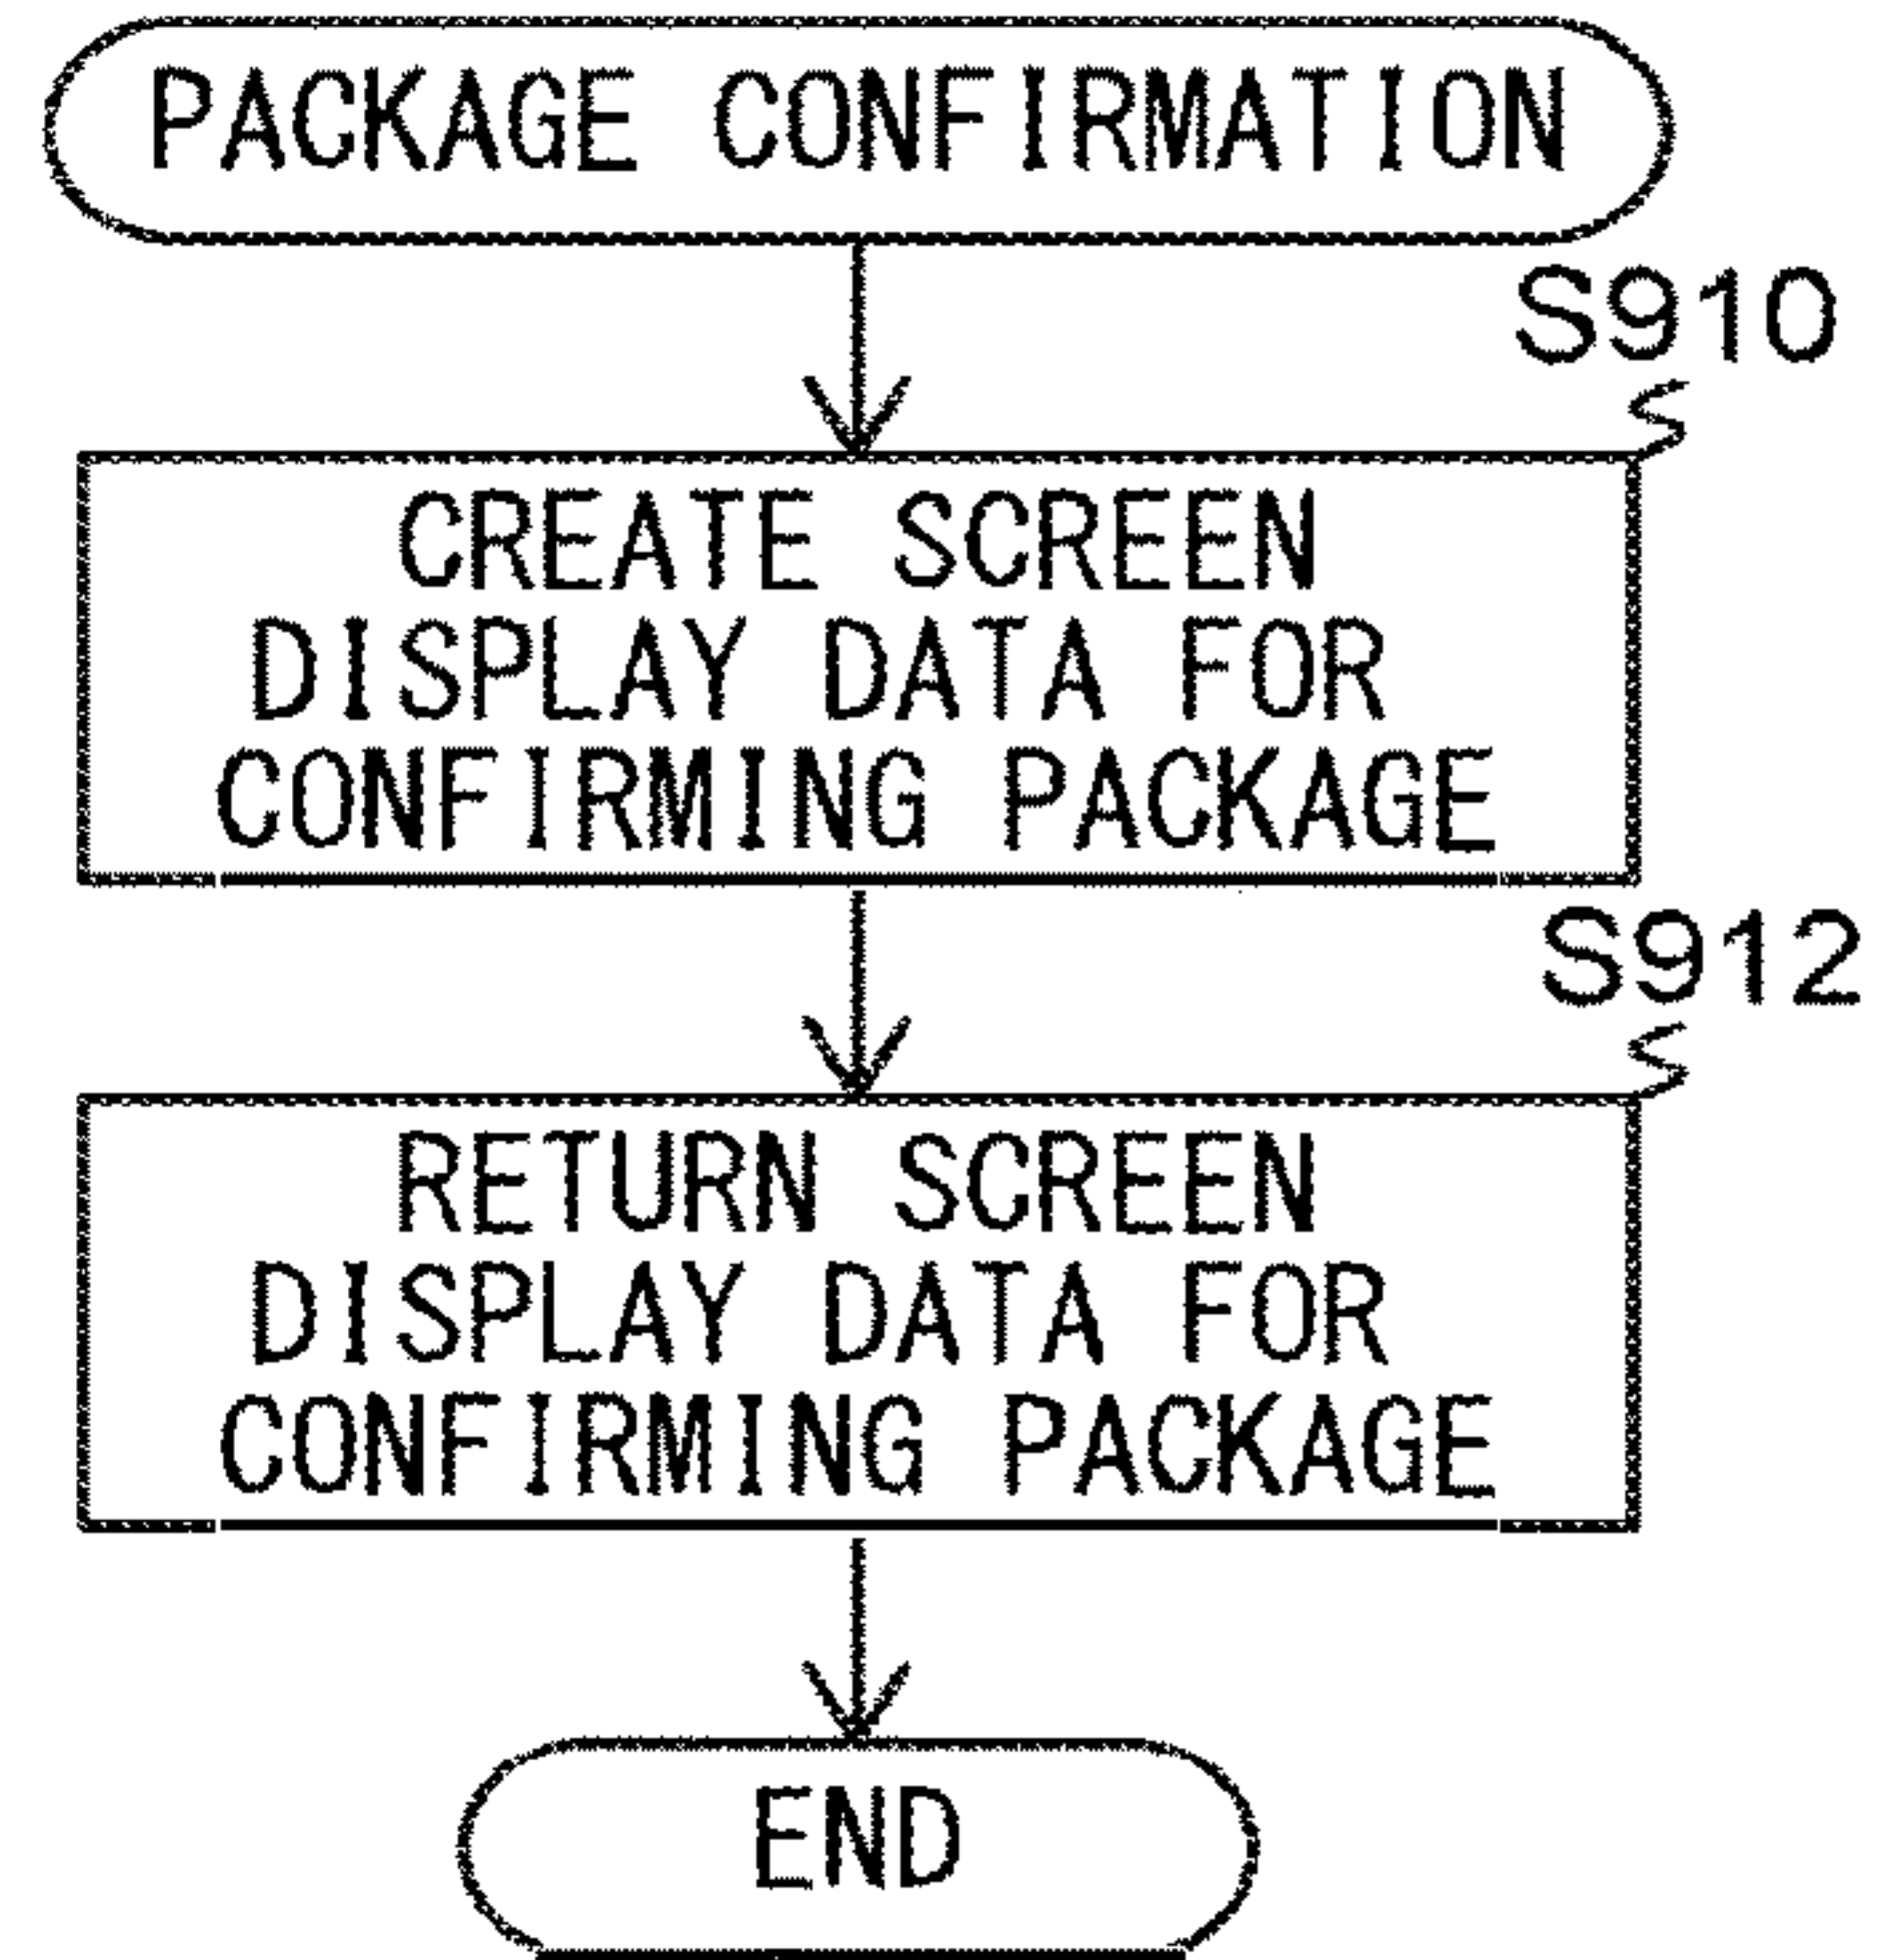 PACKAGE CONFIRMATION
S910
CREATE SCREEN
DISPLAY DATA FOR
CONFIRMING PACKAGE
S912
RETURN SCREEN
DISPLAY DATA FOR
CONFIRMING PACKAGE
END